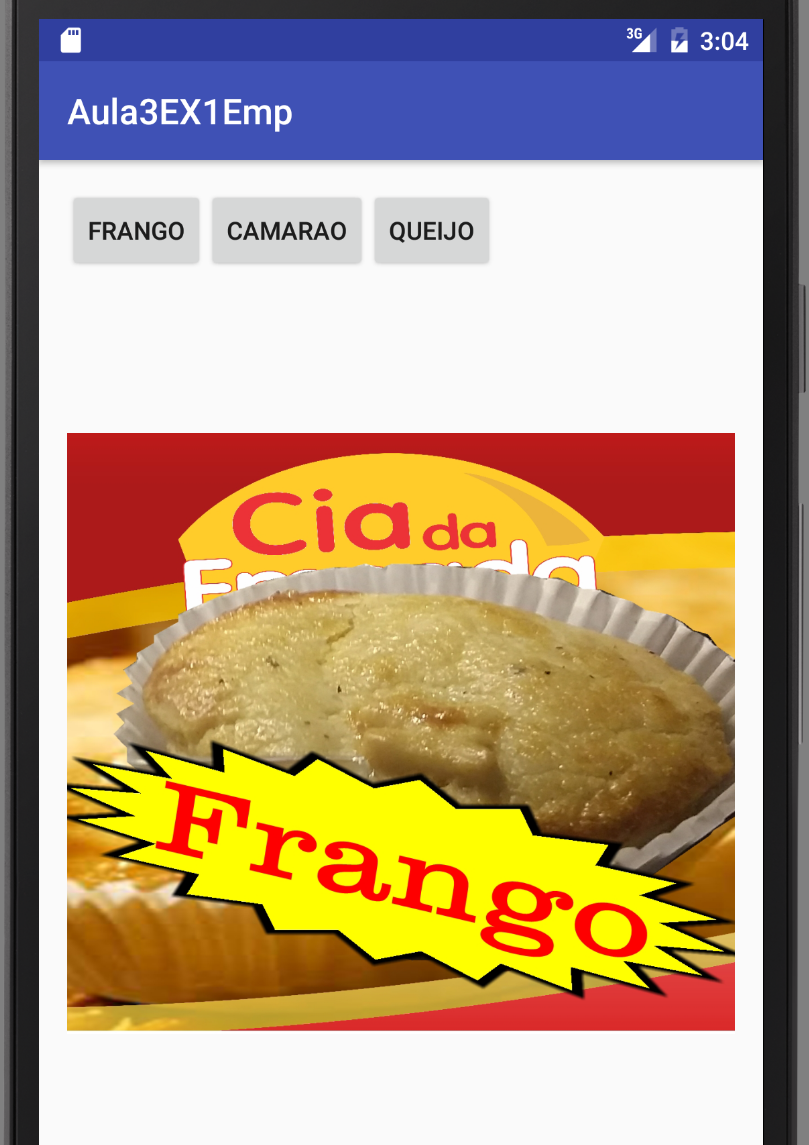 3G 3:04
Aula3EX1Emp
FRANGO CAMARAO QUEIJO
Cia da
Frango